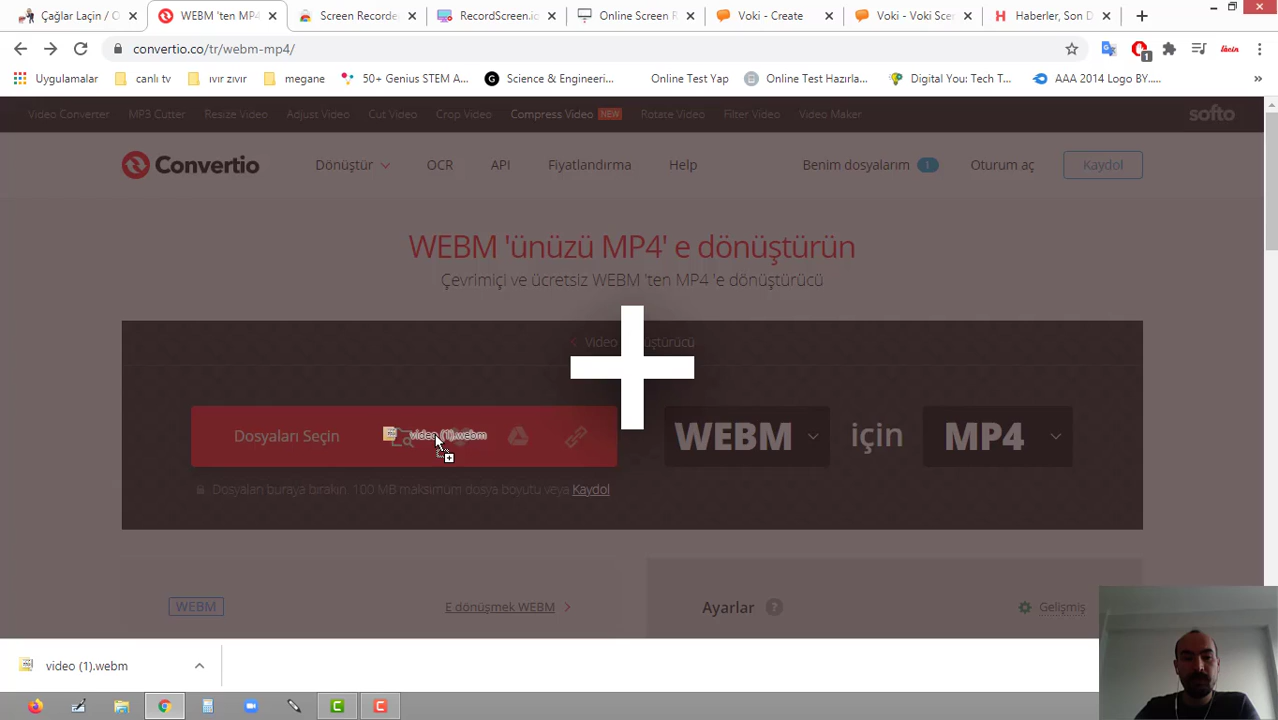 Çağlar Laçin / O
WEBM 'ten MP4
Screen Recorde
RecordScreen.ic
Online Screen R
Voki - Create
Voki - Voki Sce
Haberler, Son D
convertio.co/tr/webm-mp4/
1
Uygulamalar
canlı tv
ıvır zıvır
megane
50+ Genius STEM A...
Science & Engineeri...
Online Test Yap
Online Test Hazırla...
Digital You: Tech T...
AAA 2014 Logo BY.....
»
Video Converter
MP3 Cutter
Resize Video
Adjust Video
Cut Video
Crop Video
Compress Video NEW
Rotate Video
Filter Video
Video Maker
softo
Convertio
Dönüştür
OCR
API
Fiyatlandırma
Help
Benim dosyalarım 1
Oturum aç
Kaydol
WEBM 'ünüzü MP4' e dönüştürün
Çevrimiçi ve ücretsiz WEBM 'ten MP4 'e dönüştürücü
Video
Dosyaları Seçin
video (1).webm
WEBM
için
MP4
Dosyaları buraya bırakın. 100 MB maksimum dosya boyutu veya Kaydol
WEBM
E dönüşmek WEBM
Ayarlar ?
Gelişmiş
video (1).webm